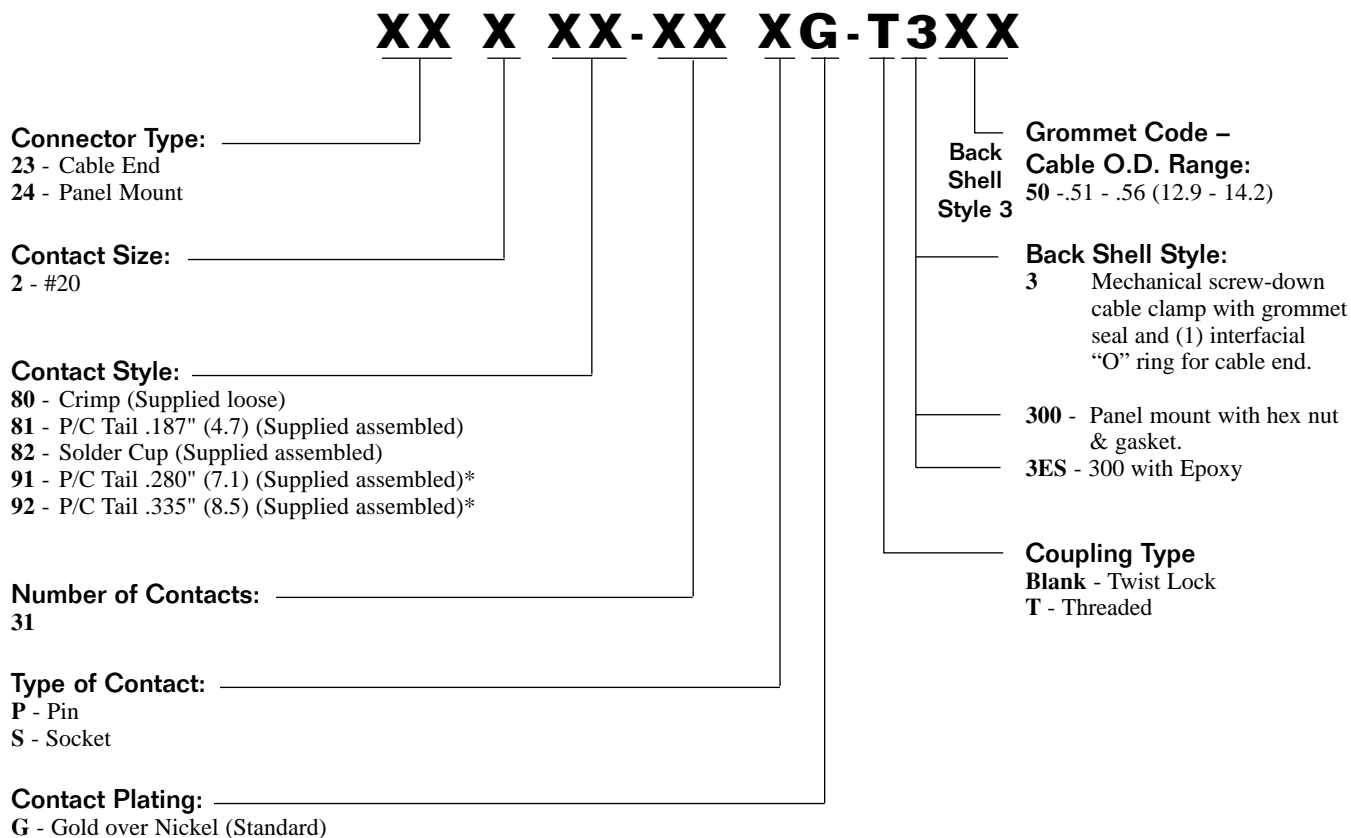 XX X XX-XX XG-T3XX
Connector Type:
23 - Cable End
24 - Panel Mount
Contact Size:
2 - #20
Contact Style:
80 - Crimp (Supplied loose)
81 - P/C Tail .187" (4.7) (Supplied assembled)
82 - Solder Cup (Supplied assembled)
91 - P/C Tail .280" (7.1) (Supplied assembled)*
92 - P/C Tail .335" (8.5) (Supplied assembled)*
Number of Contacts:
31
Type of Contact:
P - Pin
S - Socket
Contact Plating:
G - Gold over Nickel (Standard)
Back
Shell
Style 3
Grommet Code –
Cable O.D. Range:
50 -.51 - .56 (12.9 - 14.2)
Back Shell Style:
3 Mechanical screw-down
cable clamp with grommet
seal and (1) interfacial
“O” ring for cable end.
300 - Panel mount with hex nut
& gasket.
3ES - 300 with Epoxy
Coupling Type
Blank - Twist Lock
T - Threaded